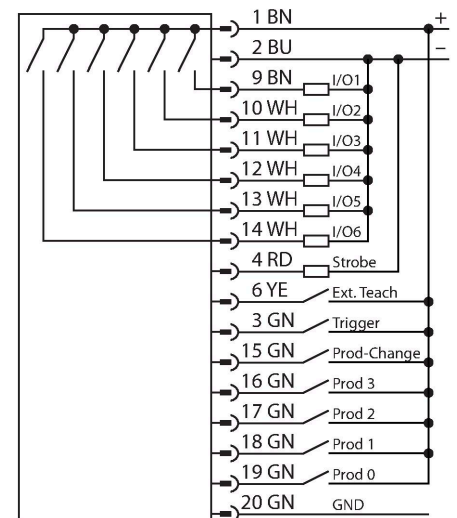 1 BN +
2 BU −
9 BN I/O1
10 WH I/O2
11 WH I/O3
12 WH I/O4
13 WH I/O5
14 WH I/O6
4 RD Strobe
6 YE Ext. Teach
3 GN Trigger
15 GN Prod-Change
16 GN Prod 3
17 GN Prod 2
18 GN Prod 1
19 GN Prod 0
20 GN GND